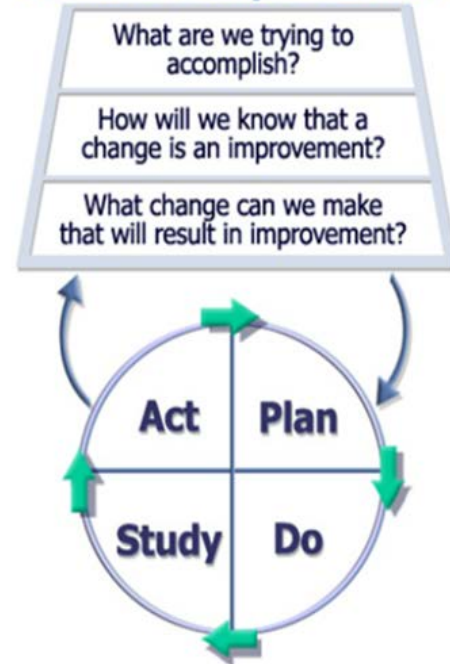 What are we trying to
accomplish?
How will we know that a
change is an improvement?
What change can we make
that will result in improvement?
Act Plan
Study Do